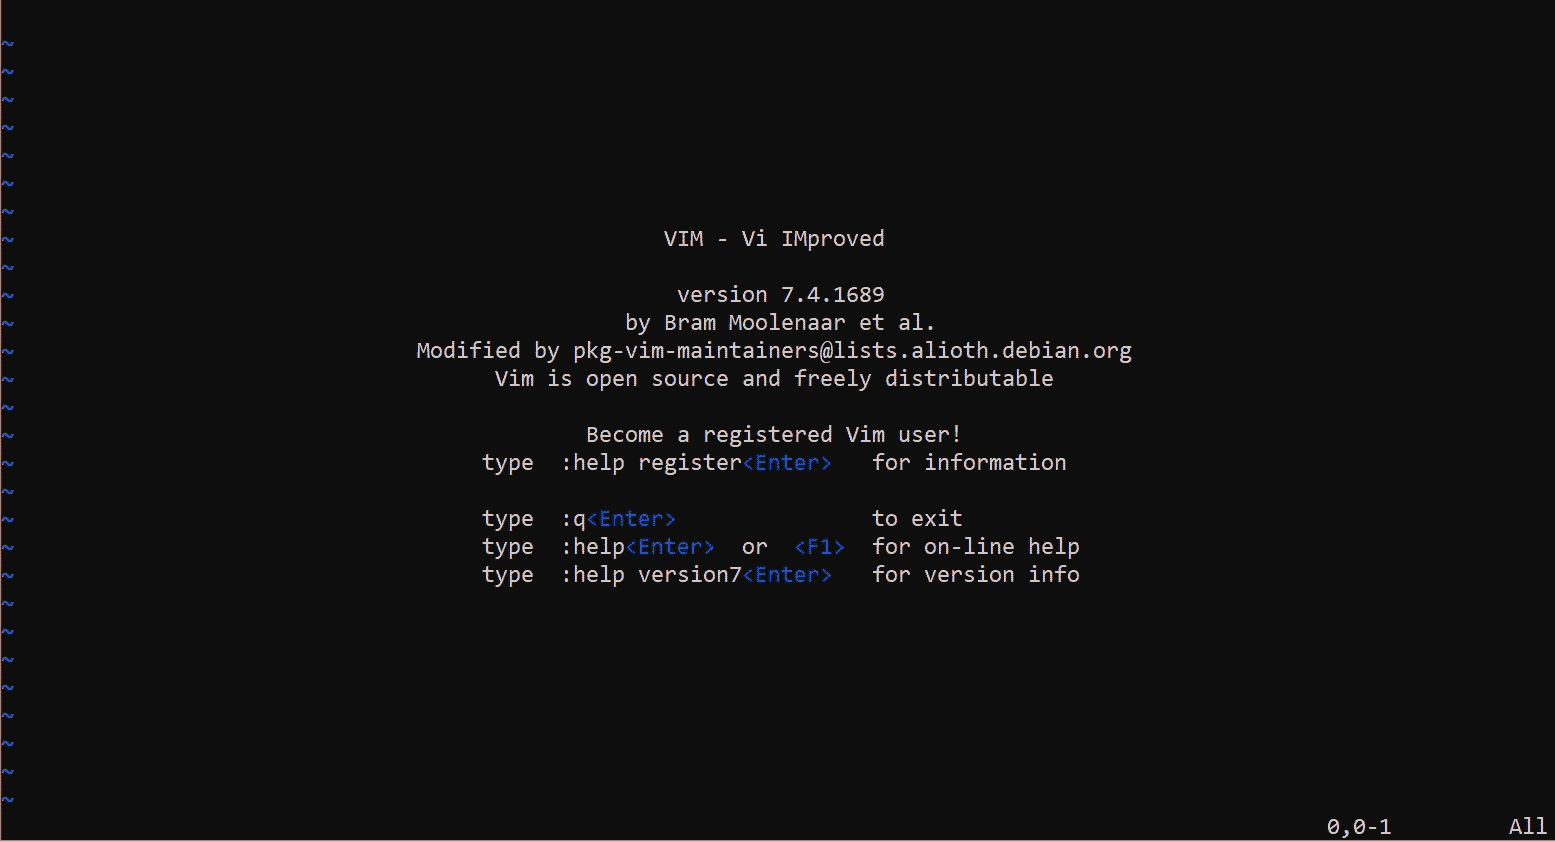 ~
~
~
~
~
~
~
~ VIM - Vi IMproved
~
~ version 7.4.1689
~ by Bram Moolenaar et al.
~ Modified by pkg-vim-maintainers@lists.alioth.debian.org
~ Vim is open source and freely distributable
~
~ Become a registered Vim user!
~ type :help register<Enter> for information
~
~ type :q<Enter> to exit
~ type :help<Enter> or <F1> for on-line help
~ type :help version7<Enter> for version info
~
~
~
~
~
~
~
~
0,0-1 All